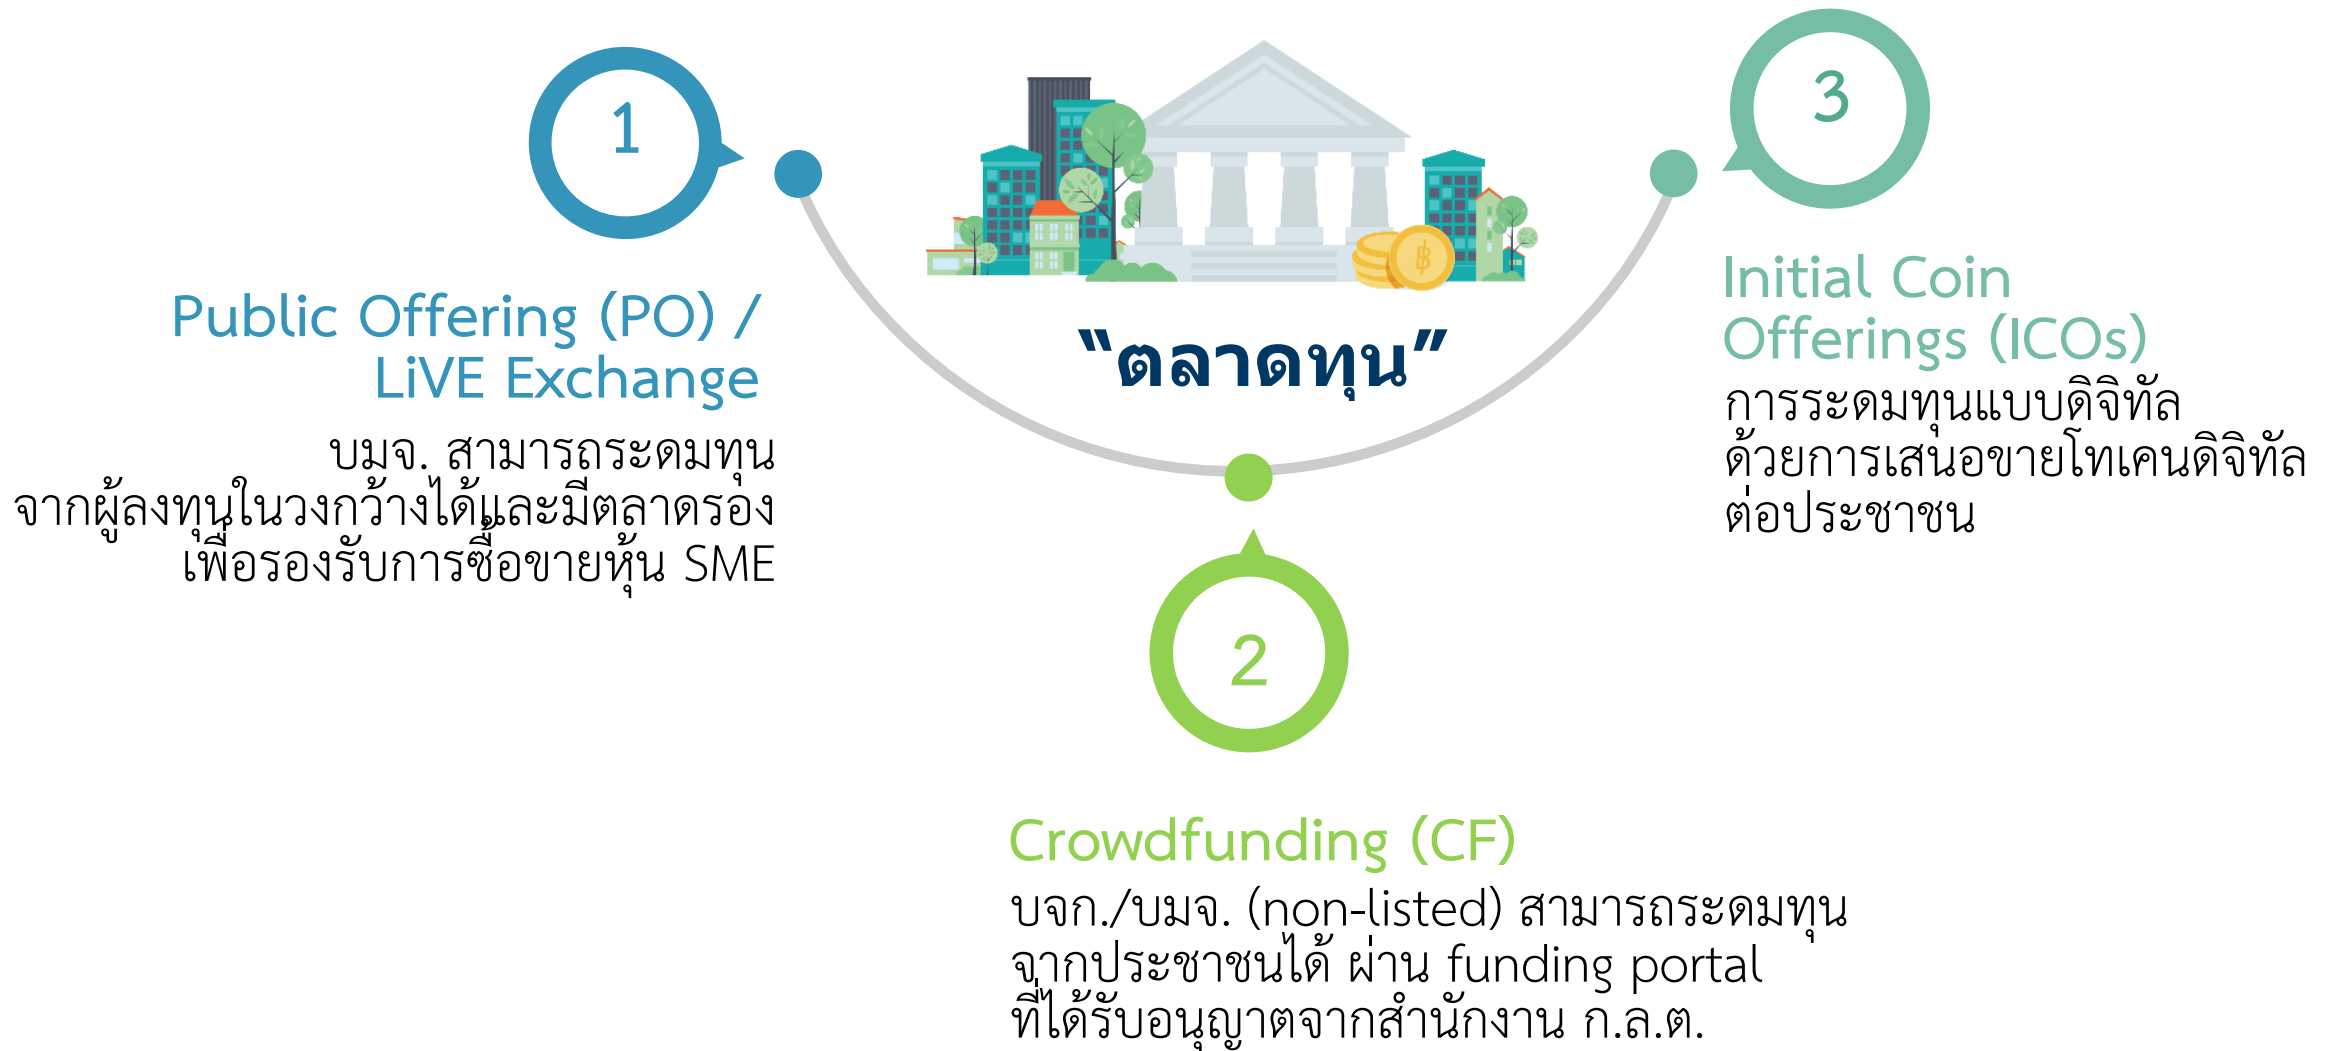 1
Public Offering (PO) /
LiVE Exchange
บมจ. สามารถระดมทุน
จากผู้ลงทุนในวงกว้างได้และมีตลาดรอง
เพื่อรองรับการซื้อขายหุ้น SME
“ตลาดทุน”
2
Crowdfunding (CF)
บจก./บมจ. (non-listed) สามารถระดมทุน
จากประชาชนได้ ผ่าน funding portal
ที่ได้รับอนุญาตจากสำนักงาน ก.ล.ต.
3
Initial Coin
Offerings (ICOs)
การระดมทุนแบบดิจิทัล
ด้วยการเสนอขายโทเคนดิจิทัล
ต่อประชาชน